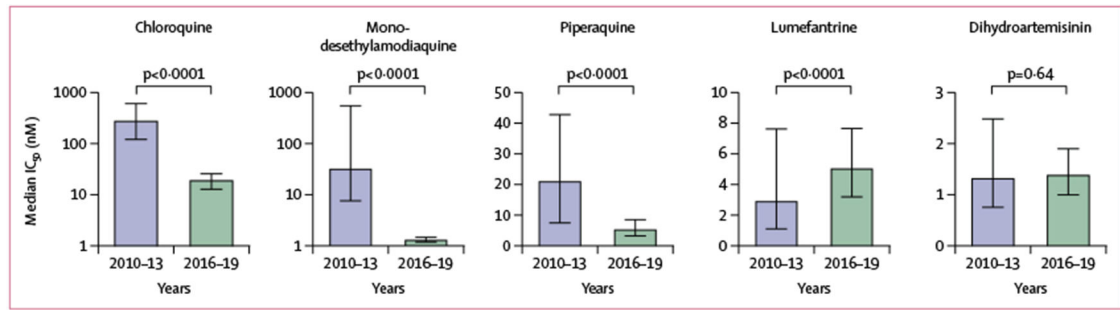 Chloroquine
Mono-
desethylamodiaquine
Piperaquine
Lumefantrine
Dihydroartemisinin
p<0·0001
p<0·0001
p<0·0001
p<0·0001
p=0·64
Median IC50 (nM)
1000
100
10
1
2010–13
2016–19
Years
1000
100
10
1
2010–13
2016–19
Years
50
40
30
20
10
0
2010–13
2016–19
Years
10
8
6
4
2
0
2010–13
2016–19
Years
3
2
1
0
2010–13
2016–19
Years